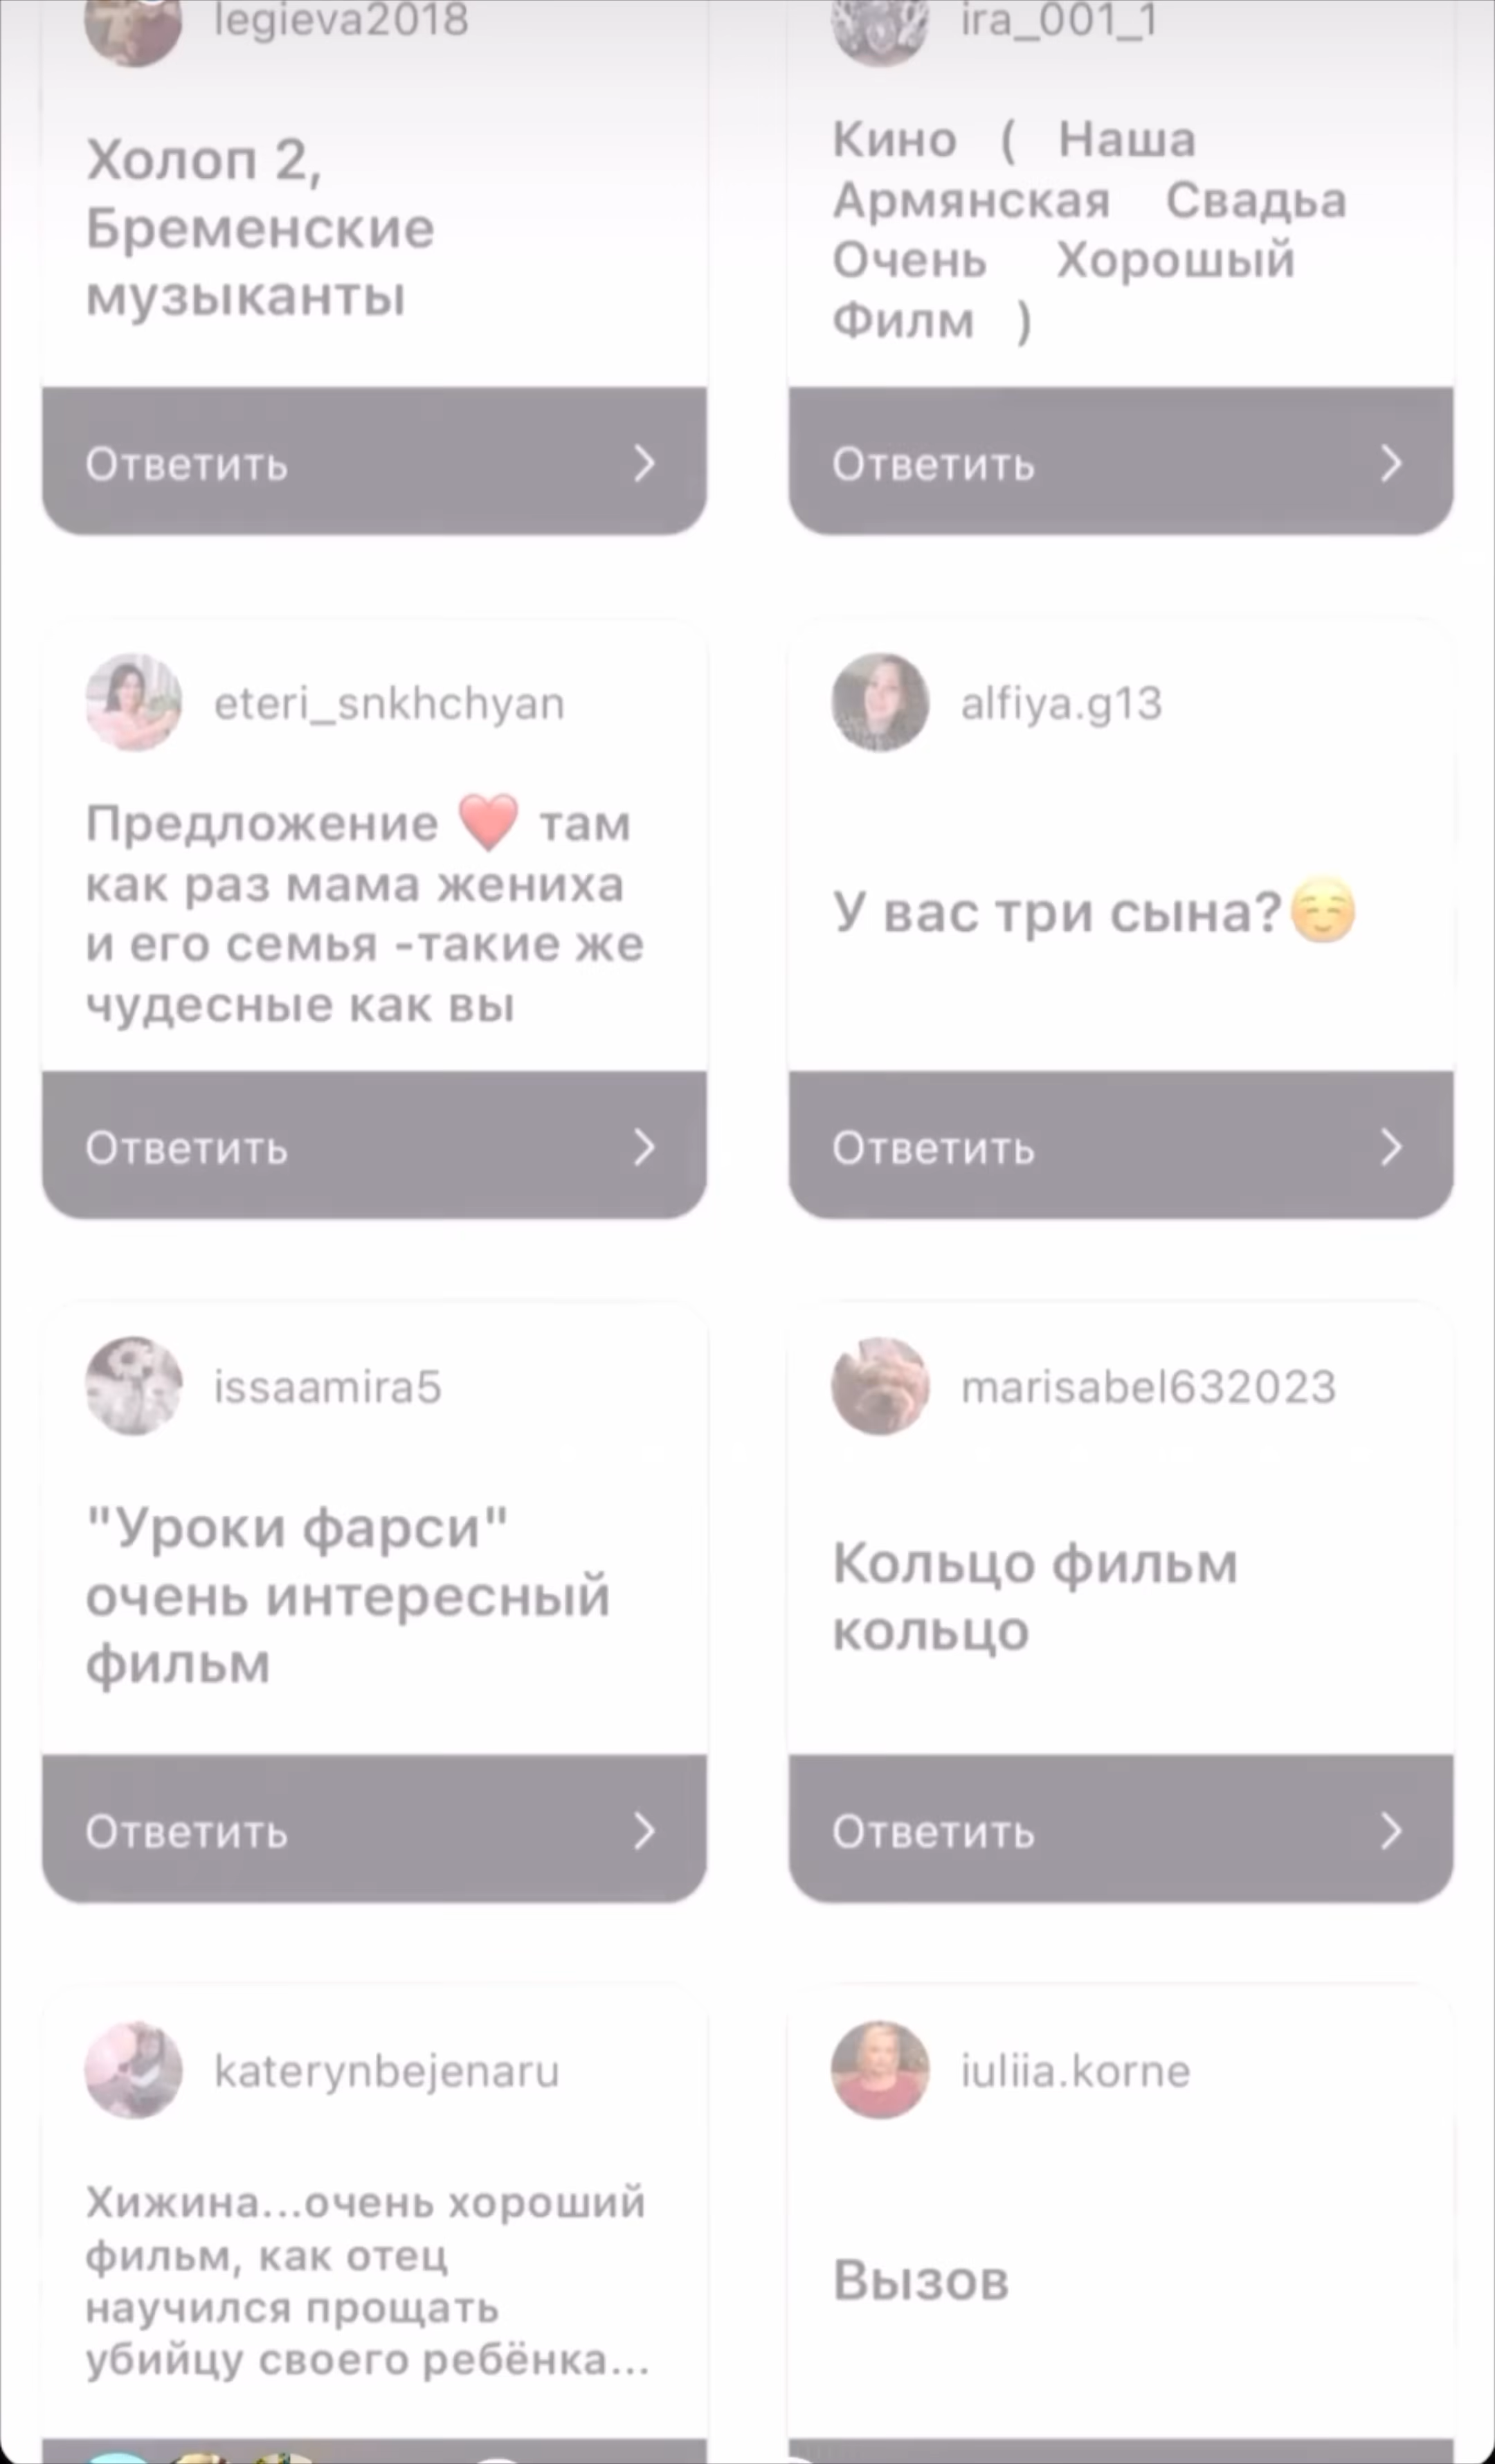 legieva2018
Холоп 2,
Бременские
музыканты
Ответить
ira_001_1
Кино ( Наша
Армянская Свадьа
Очень Хорошый
Филм )
Ответить
eteri_snkhchyan
Предложение ❤️ там
как раз мама жениха
и его семья -такие же
чудесные как вы
Ответить
alfiya.g13
У вас три сына?☺️
Ответить
issaamira5
"Уроки фарси"
очень интересный
фильм
Ответить
marisabel632023
Кольцо фильм
кольцо
Ответить
katerynbejenaru
Хижина...очень хороший
фильм, как отец
научился прощать
убийцу своего ребёнка...
iuliia.korne
Вызов